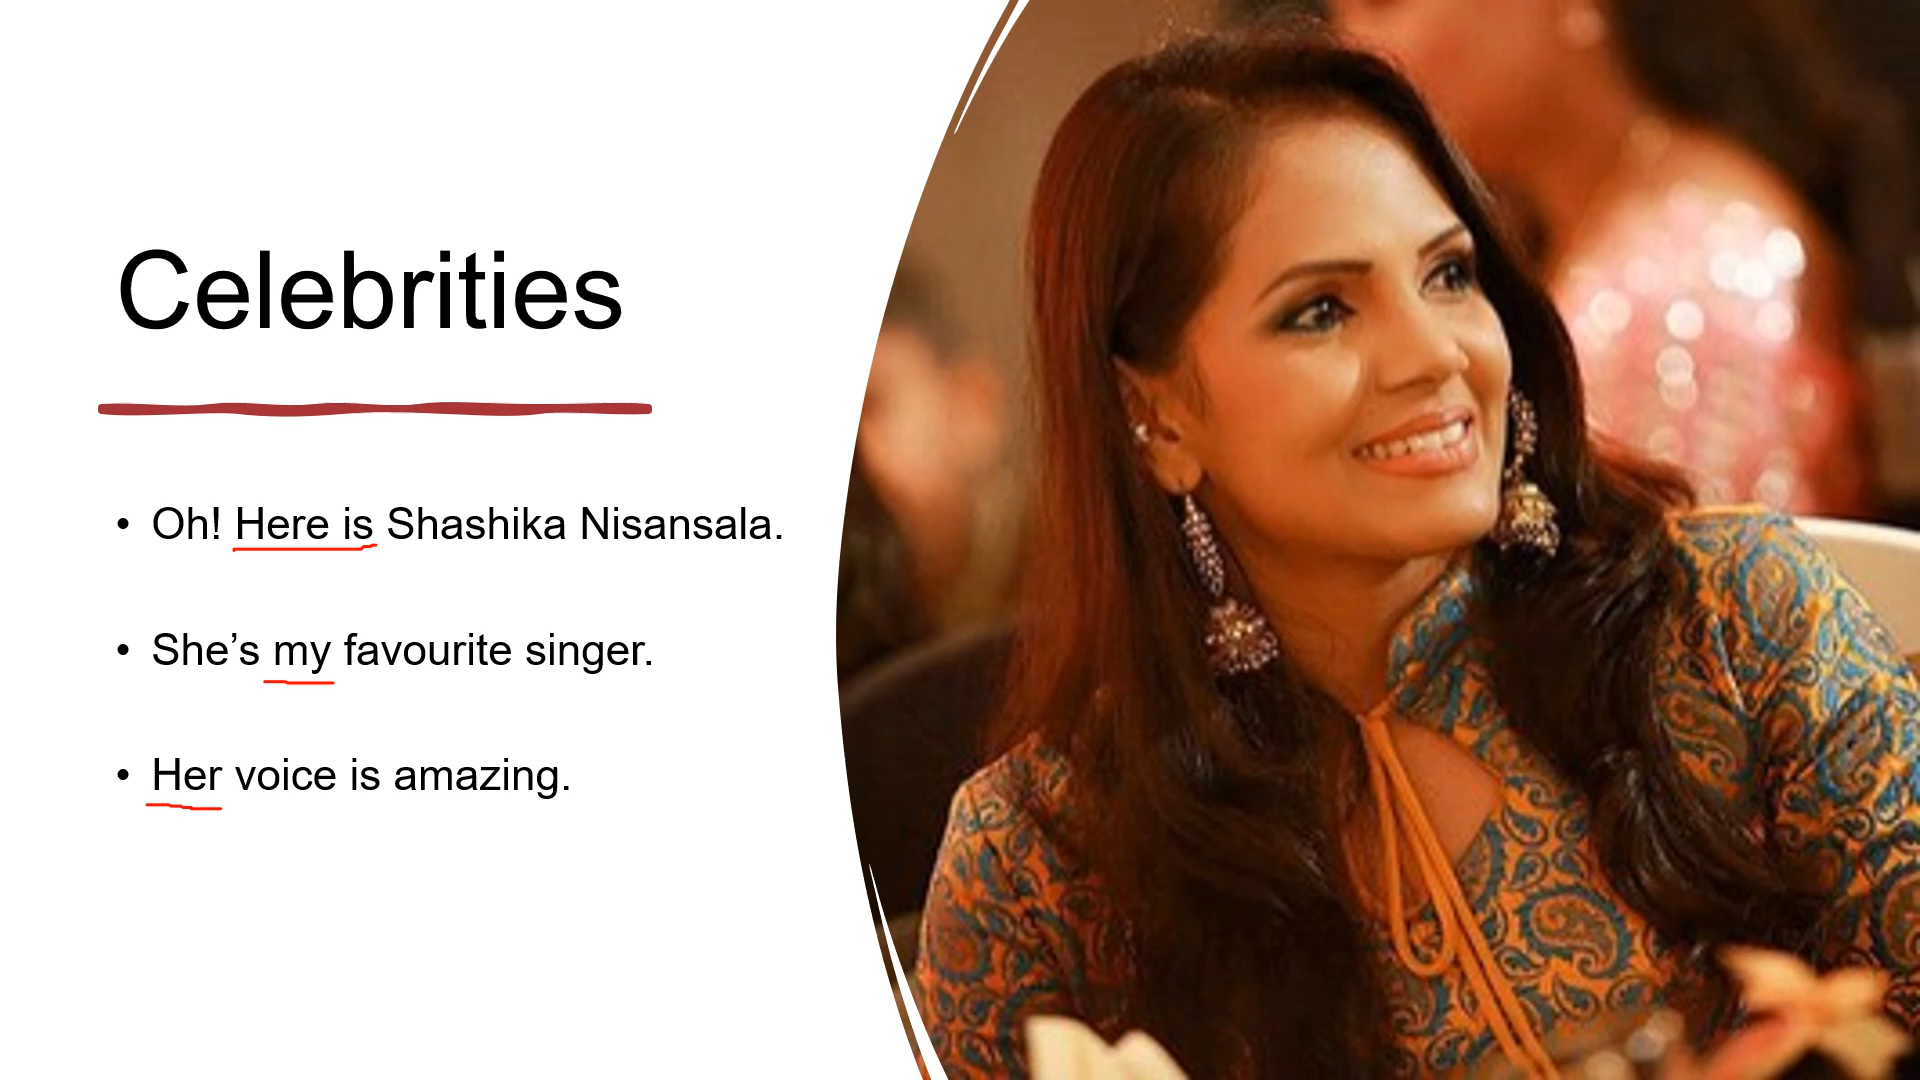 Celebrities
• Oh! Here is Shashika Nisansala.
• She’s my favourite singer.
• Her voice is amazing.